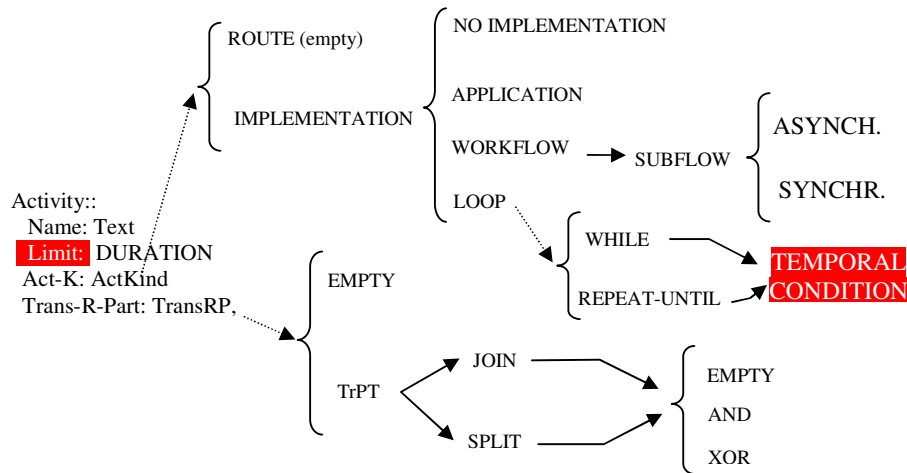 ROUTE (empty)
IMPLEMENTATION
NO IMPLEMENTATION
APPLICATION
WORKFLOW
LOOP
SUBFLOW
ASYNCH.
SYNCHR.
Activity::
Name: Text
Limit: DURATION
Act-K: ActKind
Trans-R-Part: TransRP,
WHILE
REPEAT-UNTIL
TEMPORAL
CONDITION
EMPTY
TrPT
JOIN
SPLIT
EMPTY
AND
XOR